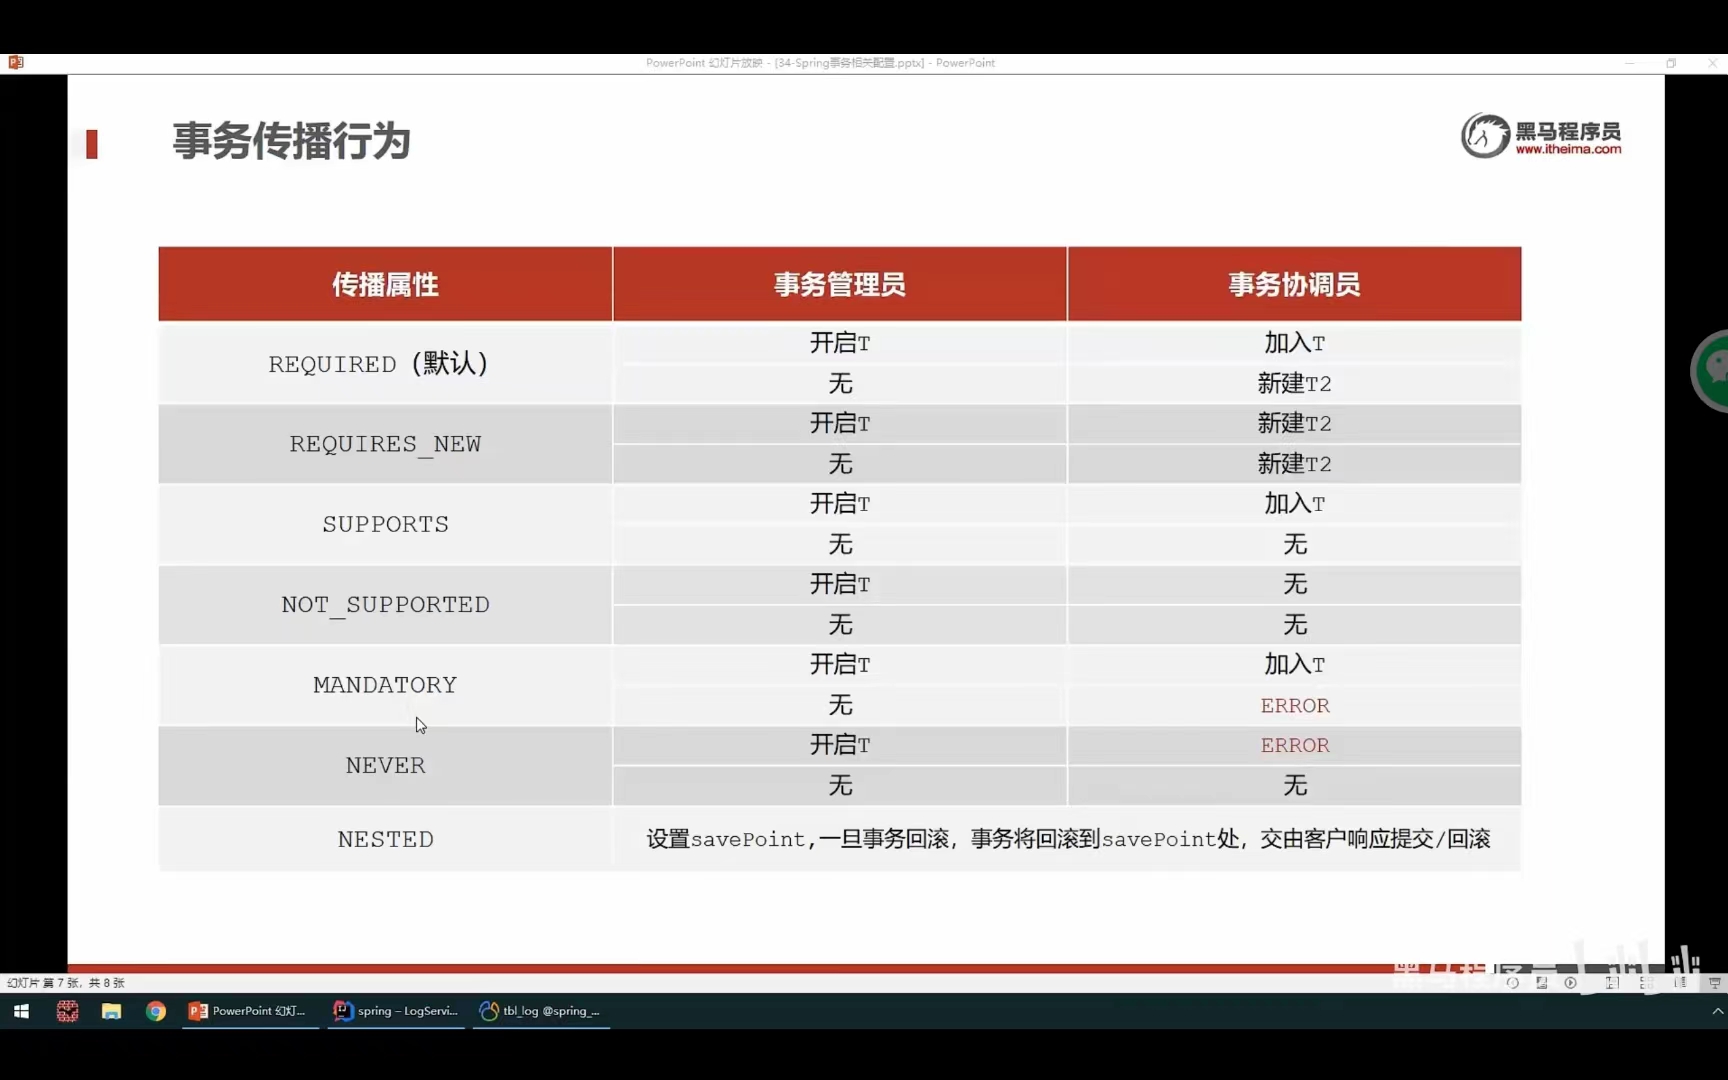 PowerPoint 幻灯片放映 - [34-Spring事务相关配置.pptx] - PowerPoint
事务传播行为
黑马程序员
www.itheima.com
传播属性 事务管理员 事务协调员
REQUIRED（默认） 开启T 加入T
无 新建T2
REQUIRES_NEW 开启T 新建T2
无 新建T2
SUPPORTS 开启T 加入T
无 无
NOT_SUPPORTED 开启T 无
无 无
MANDATORY 开启T 加入T
无 ERROR
NEVER 开启T ERROR
无 无
NESTED 设置savePoint,一旦事务回滚，事务将回滚到savePoint处，交由客户响应提交/回滚
幻灯片 第 7 张，共 8 张
PowerPoint 幻灯...
spring – LogServi...
tbl_log @spring_...